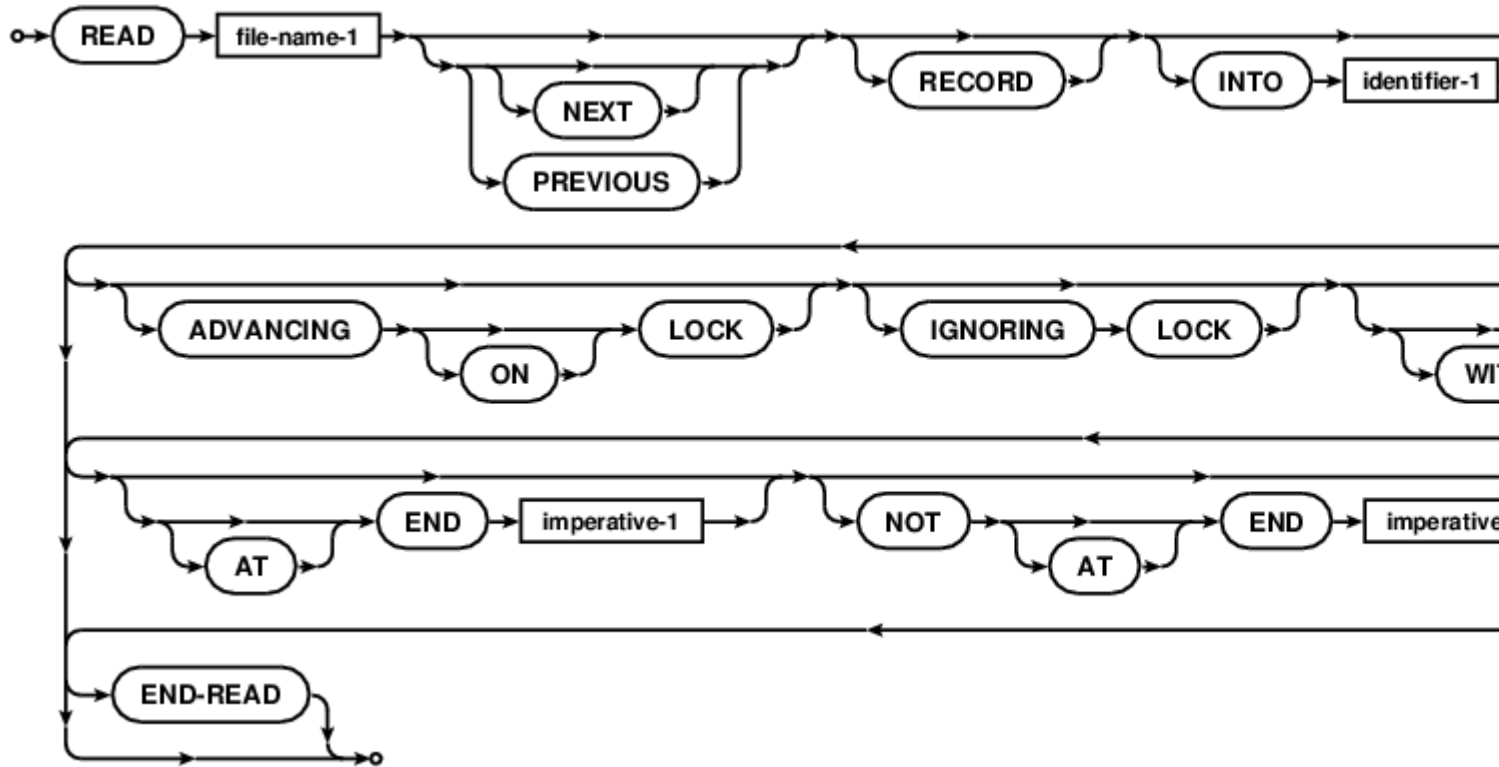 READ file-name-1 RECORD INTO identifier-1
NEXT
PREVIOUS
ADVANCING LOCK IGNORING LOCK
ON
END imperative-1 NOT END
AT AT
END-READ